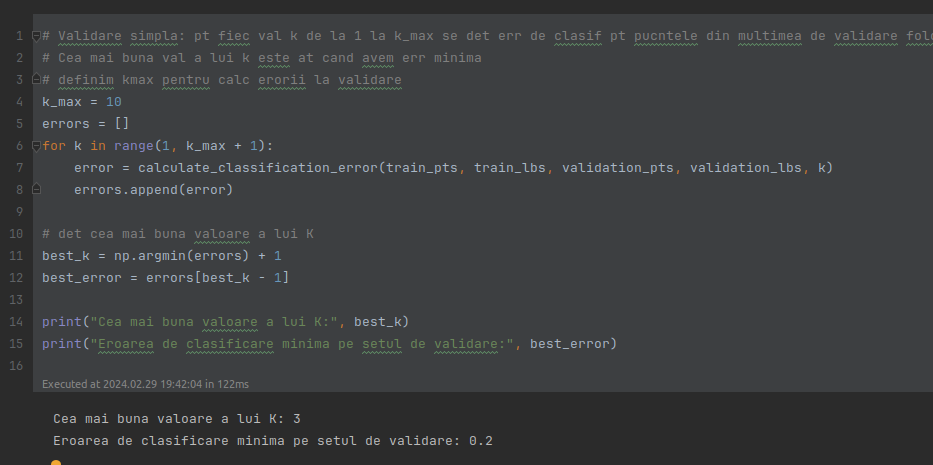 1 # Validare simpla: pt fiec val k de la 1 la k_max se det err de clasif pt pucntele din multimea de validare
2 # Cea mai buna val a lui k este at cand avem err minima
3 # definim kmax pentru calc erorii la validare
4 k_max = 10
5 errors = []
6 for k in range(1, k_max + 1):
7     error = calculate_classification_error(train_pts, train_lbs, validation_pts, validation_lbs, k)
8     errors.append(error)
9
10 # det cea mai buna valoare a lui K
11 best_k = np.argmin(errors) + 1
12 best_error = errors[best_k - 1]
13
14 print("Cea mai buna valoare a lui K:", best_k)
15 print("Eroarea de clasificare minima pe setul de validare:", best_error)
16
Executed at 2024.02.29 19:42:04 in 122ms
Cea mai buna valoare a lui K: 3
Eroarea de clasificare minima pe setul de validare: 0.2